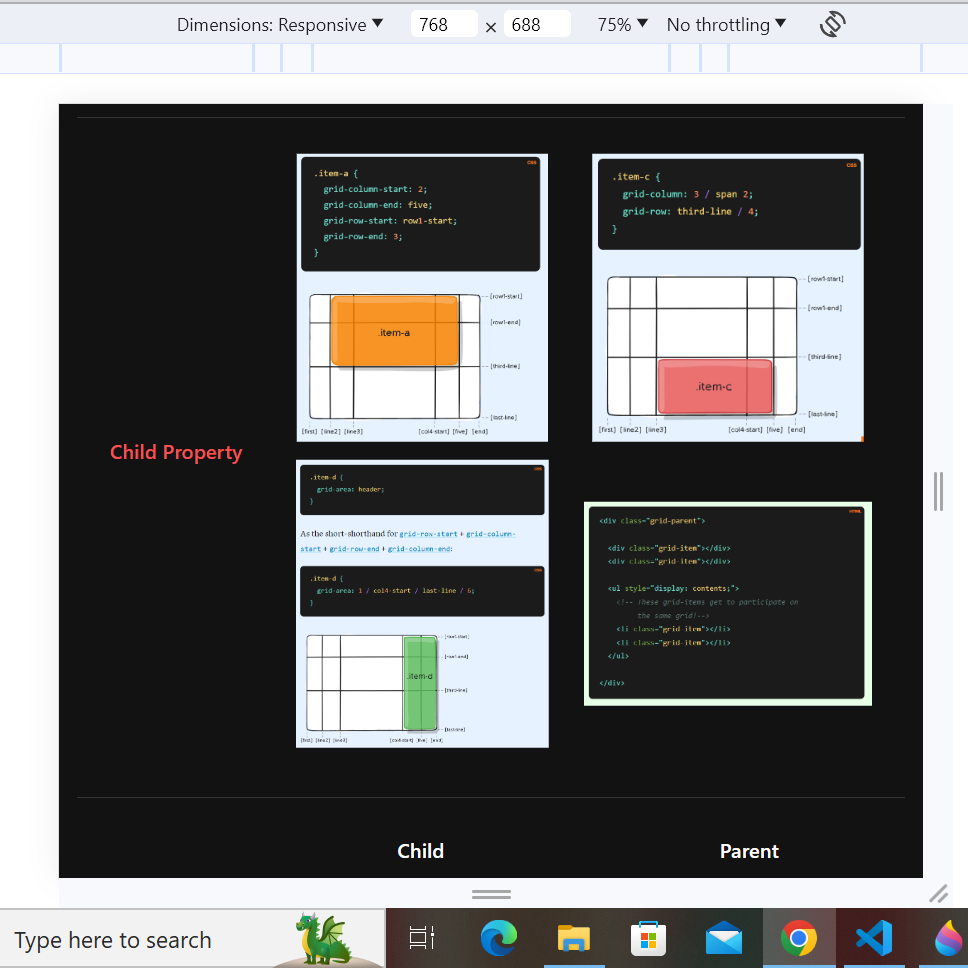 Dimensions: Responsive 768 × 688 75% No throttling
CSS
.item-a {
grid-column-start: 2;
grid-column-end: five;
grid-row-start: row1-start;
grid-row-end: 3;
}
.item-a
[row1-start]
[row1-end]
[third-line]
[last-line]
[first] [line2] [line3] [col4-start] [five] [end]
CSS
.item-c {
grid-column: 3 / span 2;
grid-row: third-line / 4;
}
.item-c
[row1-start]
[row1-end]
[third-line]
[last-line]
[first] [line2] [line3] [col4-start] [five] [end]
Child Property
CSS
.item-d {
grid-area: header;
}
As the short-shorthand for grid-row-start + grid-column-
start + grid-row-end + grid-column-end:
CSS
.item-d {
grid-area: 1 / col4-start / last-line / 6;
}
.item-d
[row1-start]
[row1-end]
[third-line]
[last-line]
[first] [line2] [line3] [col4-start] [five] [end]
HTML
<div class="grid-parent">
<div class="grid-item"></div>
<div class="grid-item"></div>
<ul style="display: contents;">
<!-- These grid-items get to participate on
the same grid!-->
<li class="grid-item"></li>
<li class="grid-item"></li>
</ul>
</div>
Child Parent
Type here to search